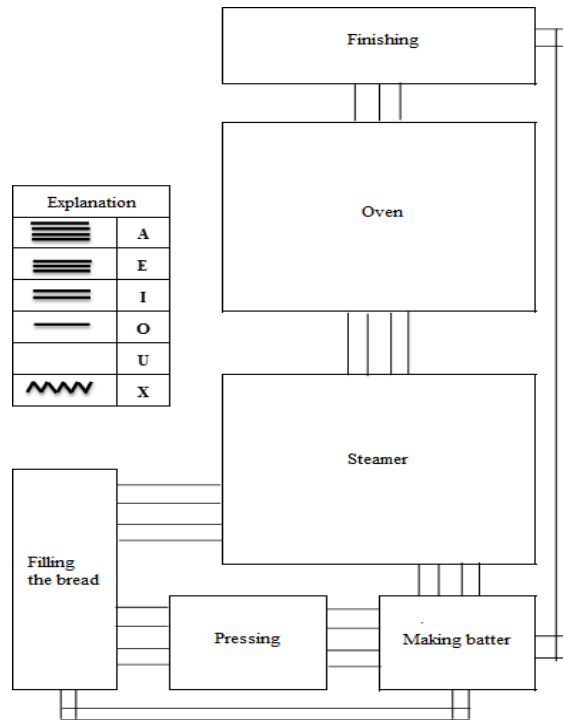 Finishing
Oven
Explanation
A
E
I
O
U
X
Steamer
Filling
the bread
Pressing
Making batter